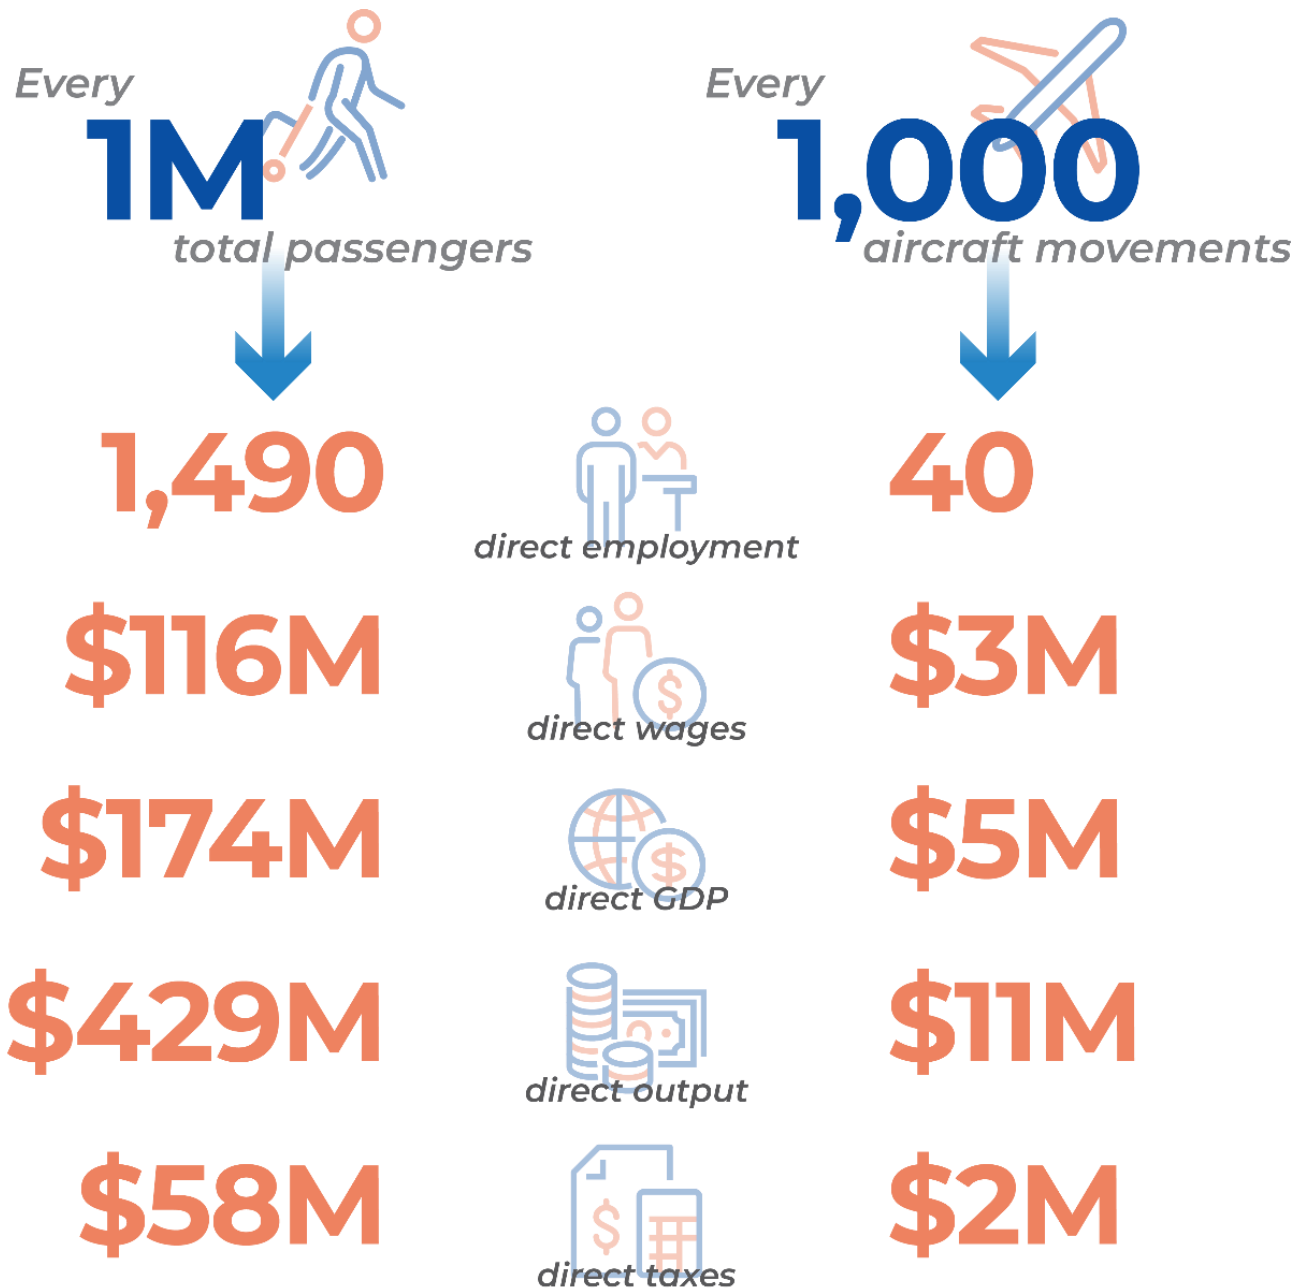 Every
1M
total passengers
Every
1,000
aircraft movements
1,490
direct employment
40
$116M
direct wages
$3M
$174M
direct GDP
$5M
$429M
direct output
$11M
$58M
direct taxes
$2M